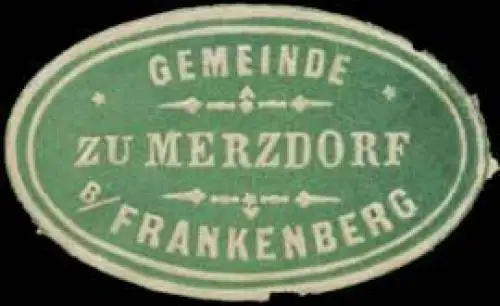 GEMEINDE
ZU MERZDORF
B/ FRANKENBERG